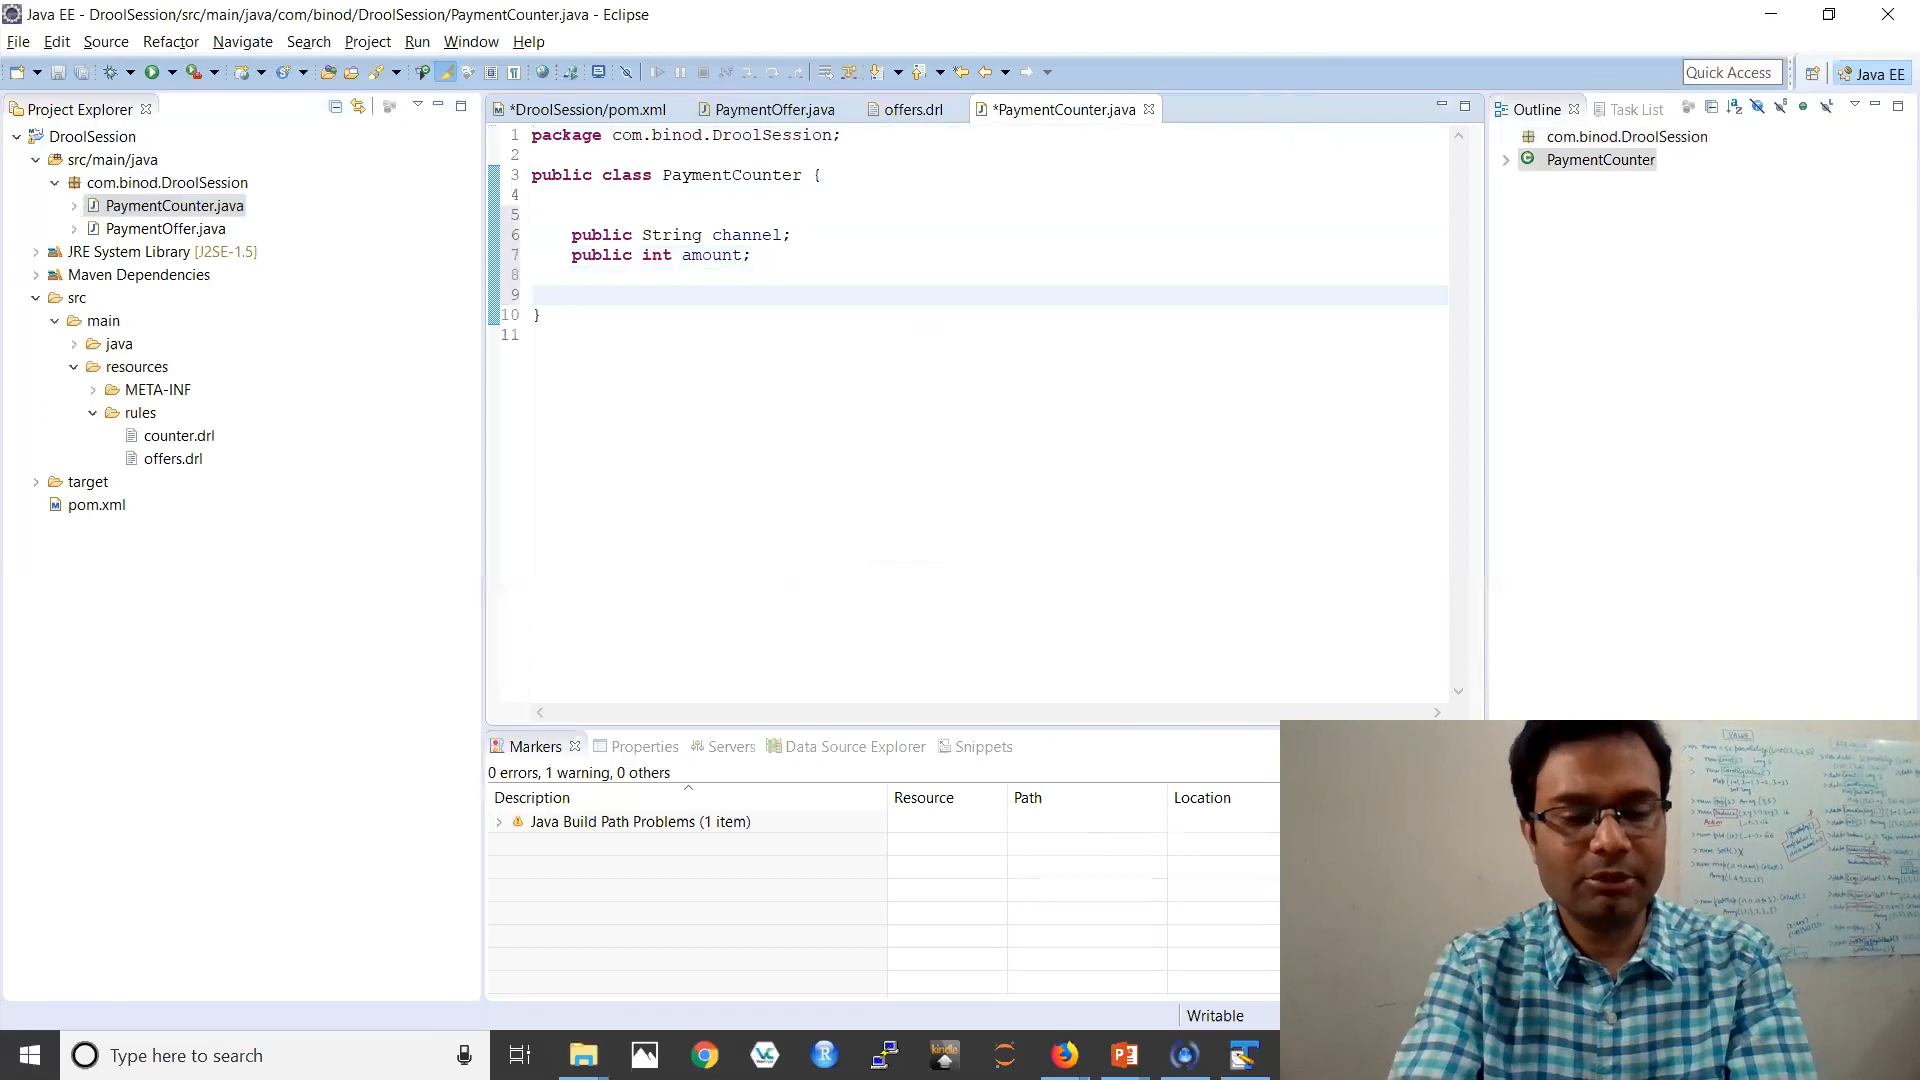 Java EE - DroolSession/src/main/java/com/binod/DroolSession/PaymentCounter.java - Eclipse
File Edit Source Refactor Navigate Search Project Run Window Help
Quick Access
Java EE
Project Explorer
DroolSession
src/main/java
com.binod.DroolSession
PaymentCounter.java
PaymentOffer.java
JRE System Library [J2SE-1.5]
Maven Dependencies
src
main
java
resources
META-INF
rules
counter.drl
offers.drl
target
pom.xml
*DroolSession/pom.xml PaymentOffer.java offers.drl *PaymentCounter.java
1 package com.binod.DroolSession;
2
3 public class PaymentCounter {
4
5
6 public String channel;
7 public int amount;
8
9
10 }
11
Outline Task List
com.binod.DroolSession
PaymentCounter
Markers Properties Servers Data Source Explorer Snippets
0 errors, 1 warning, 0 others
Description Resource Path Location
Java Build Path Problems (1 item)
Writable
Type here to search
kindle